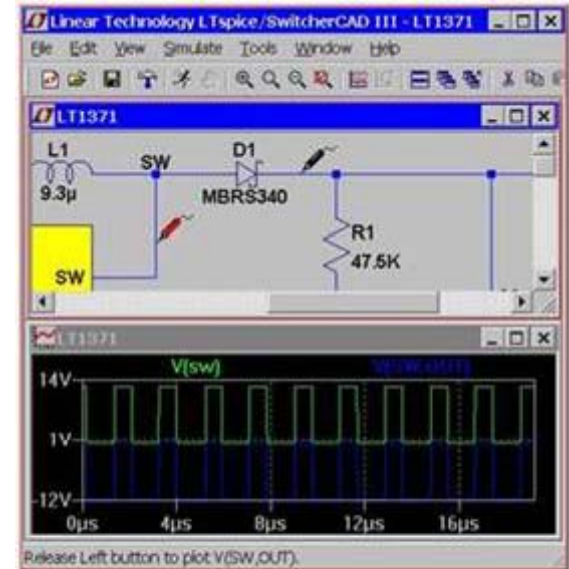 Linear Technology LTspice/SwitcherCAD III - LT1371
File Edit View Simulate Tools Window Help
LT1371
L1
SW
D1
9.3µ
MBRS340
R1
47.5K
SW
LT1371
V(sw)
V(SW,OUT)
14V
1V
-12V
0µs 4µs 8µs 12µs 16µs
Release Left button to plot V(SW,OUT).